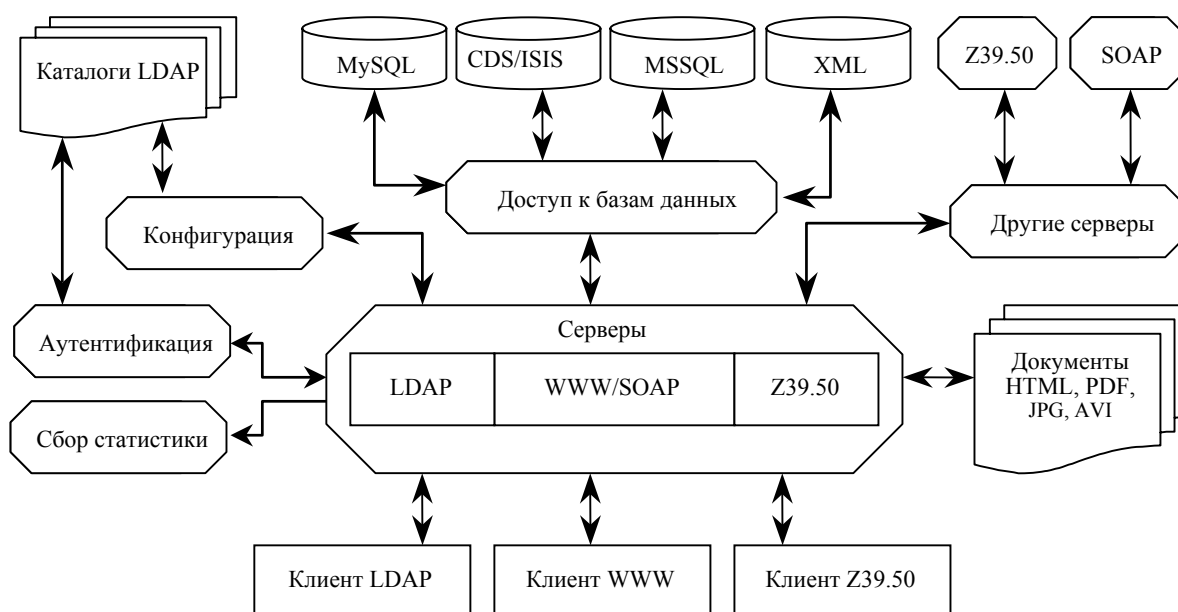 Каталоги LDAP
MySQL
CDS/ISIS
MSSQL
XML
Z39.50
SOAP
Конфигурация
Доступ к базам данных
Другие серверы
Аутентификация
Сбор статистики
Серверы
LDAP
WWW/SOAP
Z39.50
Документы
HTML, PDF,
JPG, AVI
Клиент LDAP
Клиент WWW
Клиент Z39.50